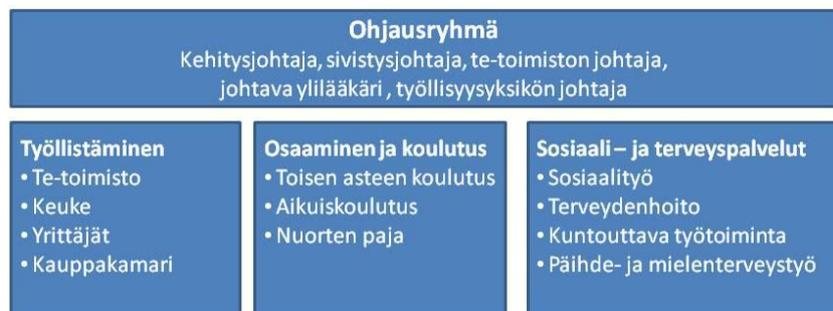 Ohjausryhmä
Kehitysjohtaja, sivistysjohtaja, te-toimiston johtaja,
johtava ylilääkäri , työllisyysyksikön johtaja
Työllistäminen
• Te-toimisto
• Keuke
• Yrittäjät
• Kauppakamari
Osaaminen ja koulutus
• Toisen asteen koulutus
• Aikuiskoulutus
• Nuorten paja
Sosiaali – ja terveyspalvelut
• Sosiaalityö
• Terveydenhoito
• Kuntouttava työtoiminta
• Päihde- ja mielenterveystyö